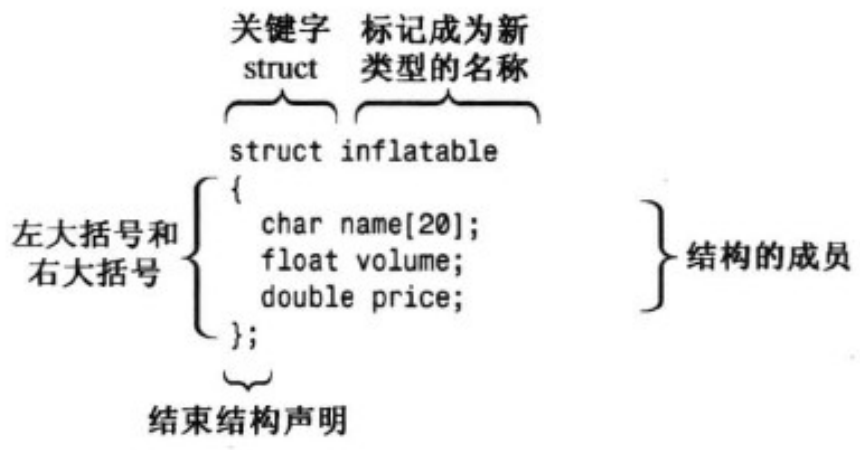 关键字 标记成为新
struct 类型的名称
struct inflatable
{
char name[20];
左大括号和
float volume;
结构的成员
右大括号
double price;
};
结束结构声明